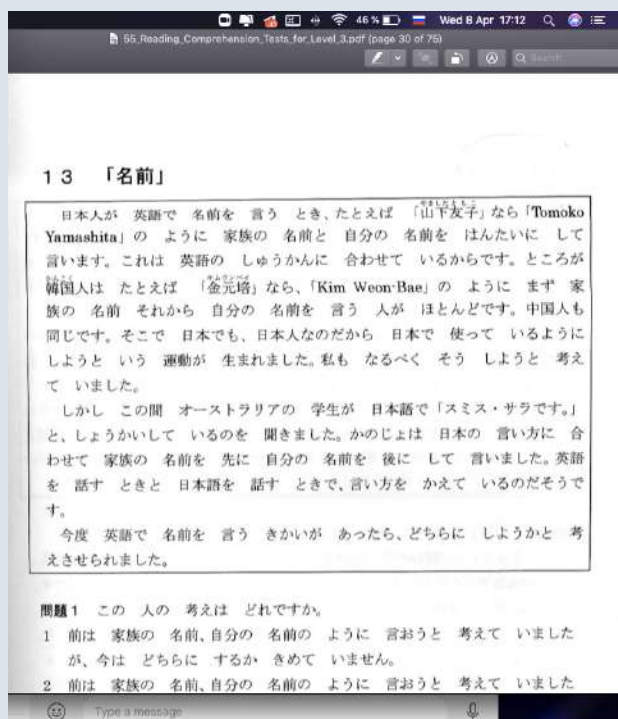 46% Wed 8 Apr 17:12
55_Reading_Comprehension_Tests_for_Level_3.pdf (page 30 of 75)
Search
13 「名前」
日本人が 英語で 名前を 言う とき、たとえば 「山下友子」なら「Tomoko
Yamashita」の ように 家族の 名前と 自分の 名前を はんたいに して
言います。これは 英語の しゅうかんに 合わせて いるからです。ところが
韓国人は たとえば 「金元培」なら、「Kim Weon-Bae」の ように まず 家
族の 名前 それから 自分の 名前を 言う 人が ほとんどです。中国人も
同じです。そこで 日本でも、日本人なのだから 日本で 使って いるように
しようと いう 運動が 生まれました。私も なるべく そう しようと 考え
て いました。
しかし この間 オーストラリアの 学生が 日本語で「スミス・サラです。」
と、しょうかいして いるのを 聞きました。かのじょは 日本の 言い方に 合
わせて 家族の 名前を 先に 自分の 名前を 後に して 言いました。英語
を 話す ときと 日本語を 話す ときで、言い方を かえて いるのだそうで
す。
今度 英語で 名前を 言う きかいが あったら、どちらに しようかと 考
えさせられました。
問題1 この 人の 考えは どれですか。
1 前は 家族の 名前、自分の 名前の ように 言おうと 考えて いました
が、今は どちらに するか きめて いません。
2 前は 家族の 名前、自分の 名前の ように 言おうと 考えて いました
Type a message